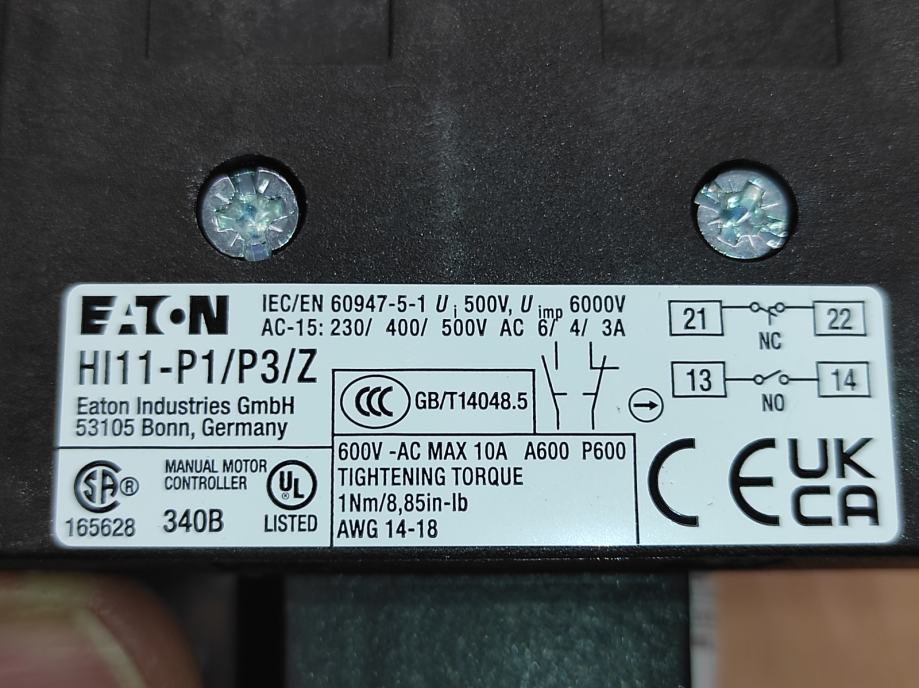 EATON
IEC/EN 60947-5-1 Ui 500V, Uimp 6000V
AC-15: 230/ 400/ 500V AC 6/ 4/ 3A
HI11-P1/P3/Z
Eaton Industries GmbH
53105 Bonn, Germany
CCC GB/T14048.5
21 22
NC
13 14
NO
SA ®
165628
MANUAL MOTOR
CONTROLLER
340B
UL ®
LISTED
600V -AC MAX 10A A600 P600
TIGHTENING TORQUE
1Nm/8,85in-lb
AWG 14-18
CE
UK
CA